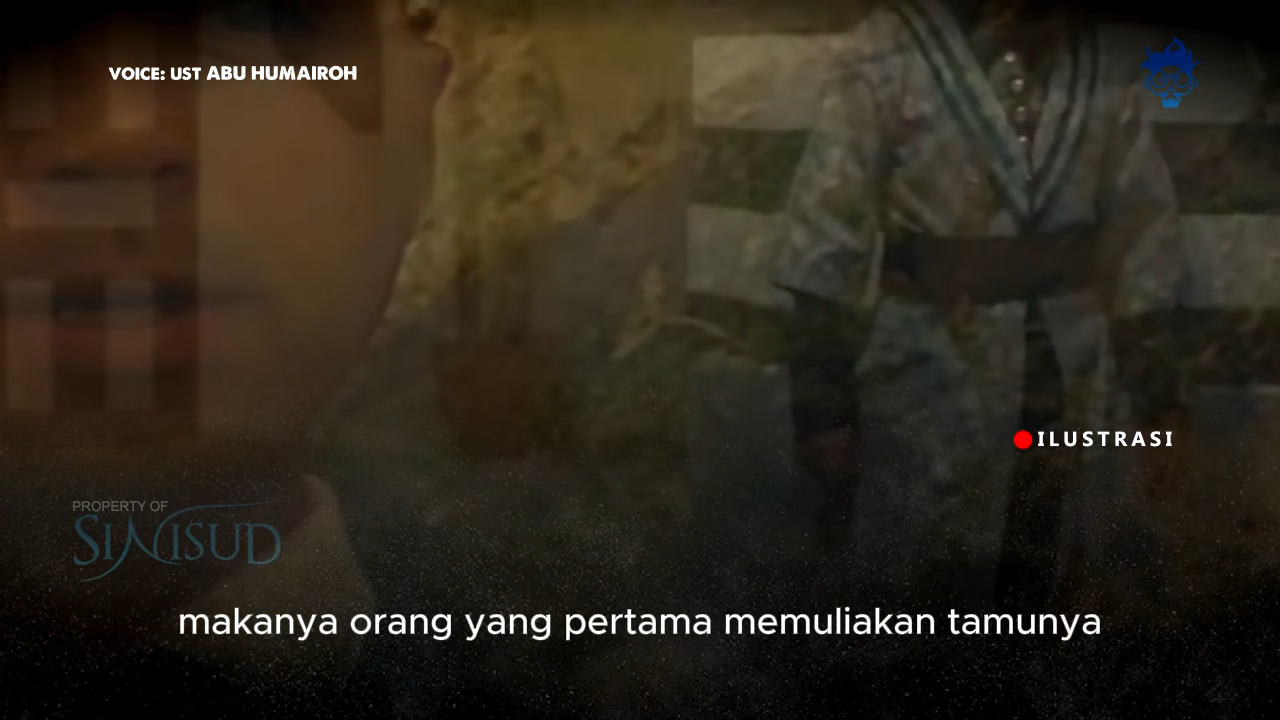 VOICE: UST ABU HUMAIROH
ILUSTRASI
PROPERTY OF
SINISUD
makanya orang yang pertama memuliakan tamunya